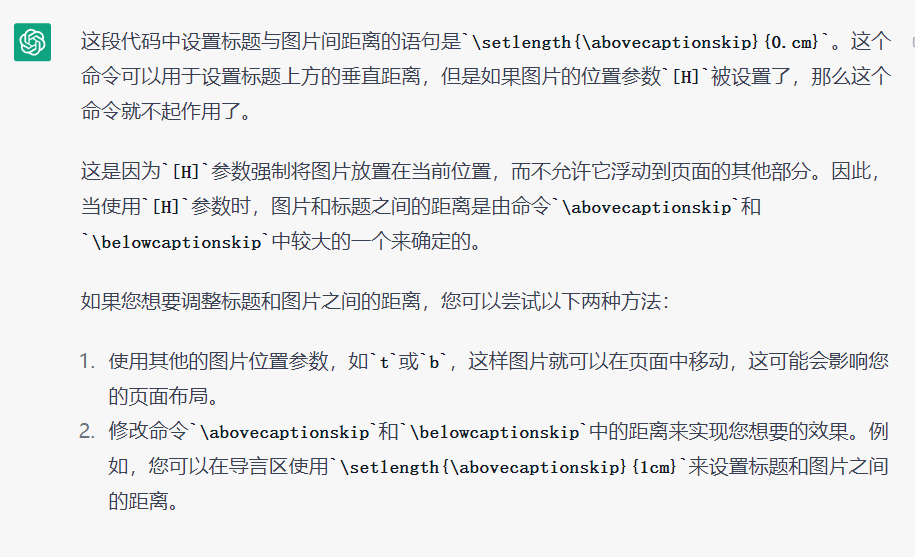 这段代码中设置标题与图片间距离的语句是`\setlength{\abovecaptionskip}{0.cm}`。这个
命令可以用于设置标题上方的垂直距离，但是如果图片的位置参数`[H]`被设置了，那么这个
命令就不起作用了。
这是因为`[H]`参数强制将图片放置在当前位置，而不允许它浮动到页面的其他部分。因此，
当使用`[H]`参数时，图片和标题之间的距离是由命令`\abovecaptionskip`和
`\belowcaptionskip`中较大的一个来确定的。
如果您想要调整标题和图片之间的距离，您可以尝试以下两种方法：
1. 使用其他的图片位置参数，如`t`或`b`，这样图片就可以在页面中移动，这可能会影响您
的页面布局。
2. 修改命令`\abovecaptionskip`和`\belowcaptionskip`中的距离来实现您想要的效果。例
如，您可以在导言区使用`\setlength{\abovecaptionskip}{1cm}`来设置标题和图片之间
的距离。